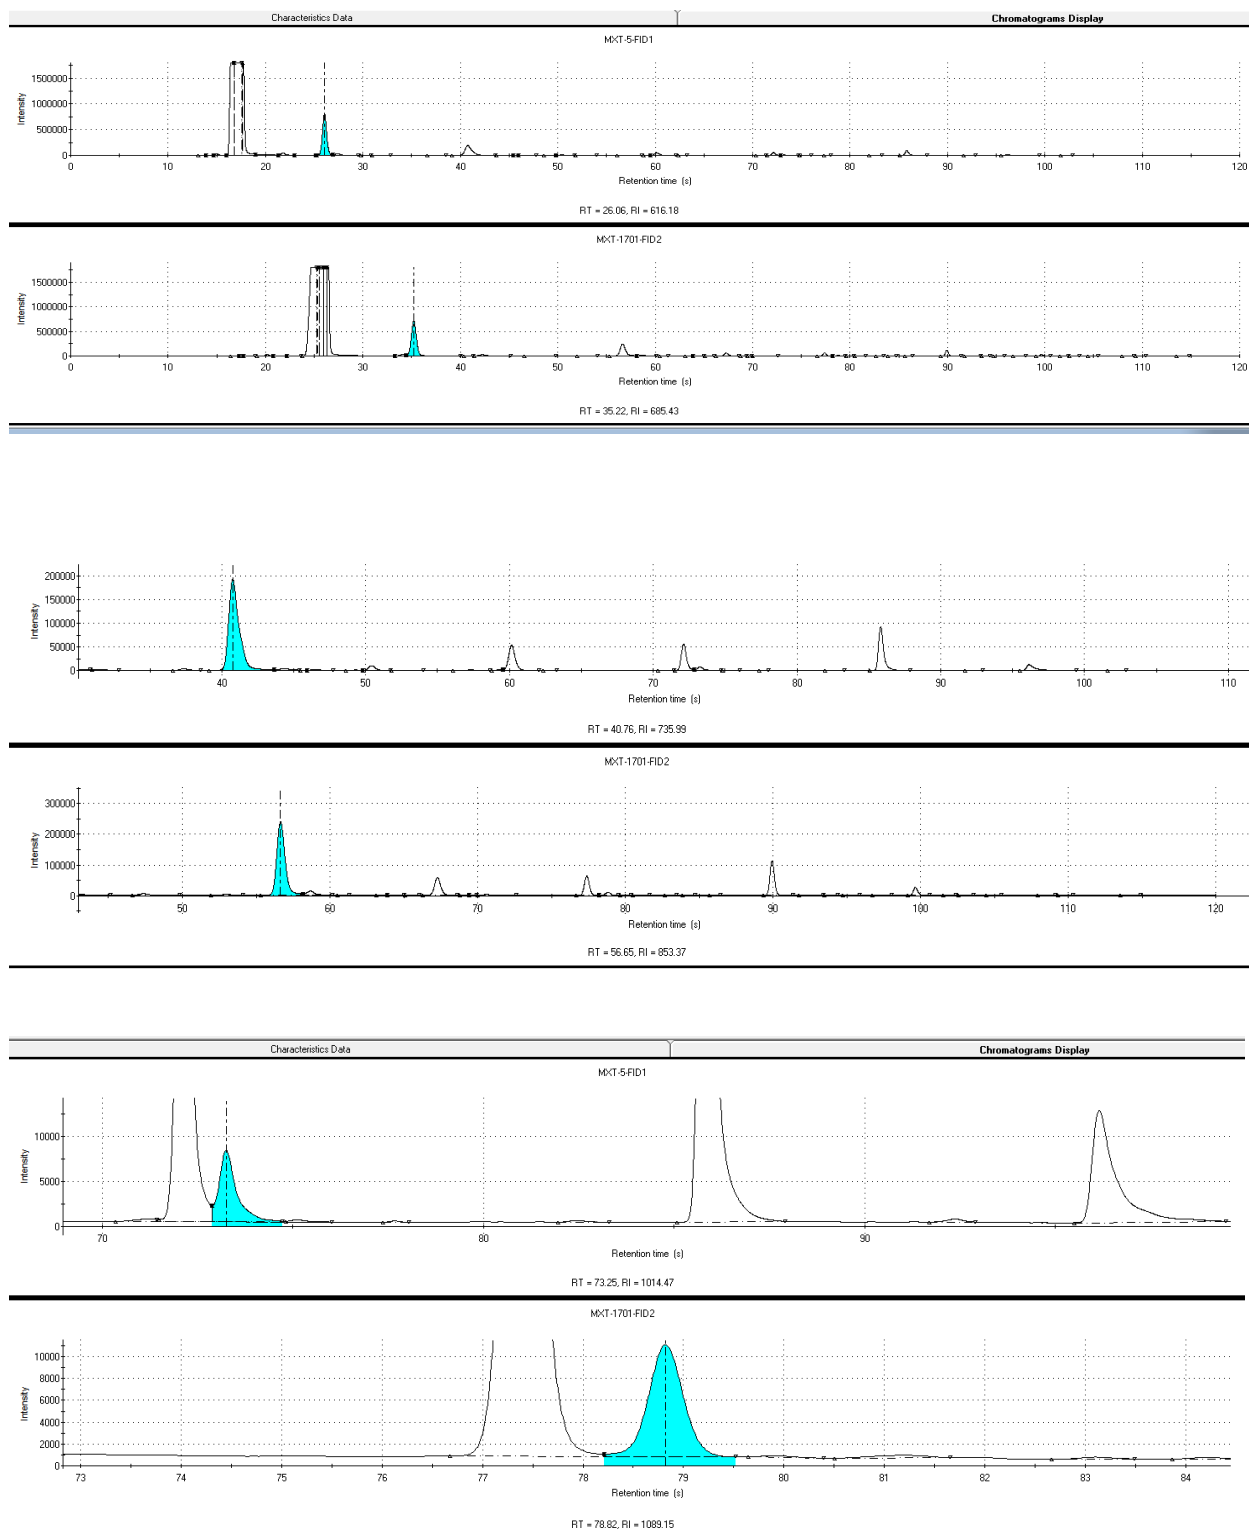 Characteristics Data Chromatograms Display
MXT-5-FID1
Intensity
1500000
1000000
500000
0
0 10 20 30 40 50 60 70 80 90 100 110 120
Retention time (s)
RT = 26.06, RI = 616.18
MXT-1701-FID2
Intensity
1500000
1000000
500000
0
0 10 20 30 40 50 60 70 80 90 100 110 120
Retention time (s)
RT = 35.22, RI = 685.43
Intensity
200000
150000
100000
50000
0
40 50 60 70 80 90 100 110
Retention time (s)
RT = 40.76, RI = 735.99
MXT-1701-FID2
Intensity
300000
200000
100000
0
50 60 70 80 90 100 110 120
Retention time (s)
RT = 56.65, RI = 853.37
Characteristics Data Chromatograms Display
MXT-5-FID1
Intensity
10000
5000
0
70 80 90
Retention time (s)
RT = 73.25, RI = 1014.47
MXT-1701-FID2
Intensity
10000
8000
6000
4000
2000
0
73 74 75 76 77 78 79 80 81 82 83 84
Retention time (s)
RT = 78.82, RI = 1089.15